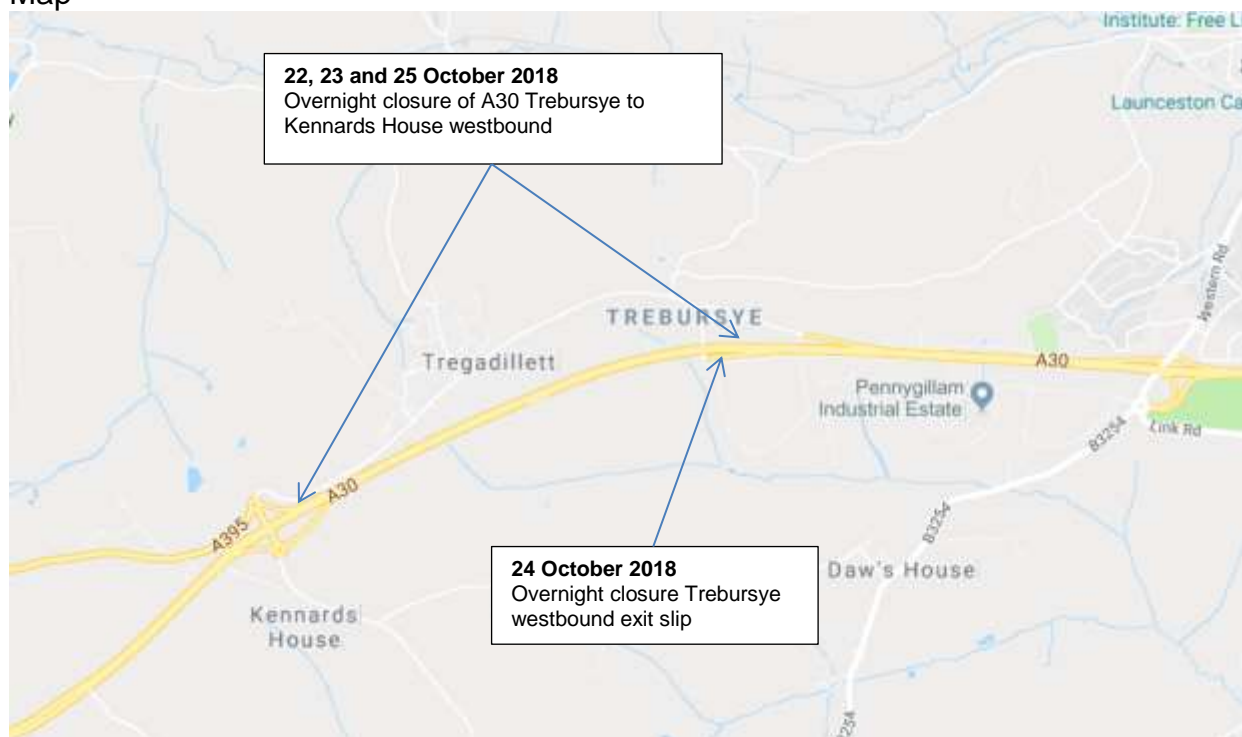 Map
Institute: Free Li
22, 23 and 25 October 2018
Overnight closure of A30 Trebursye to
Kennards House westbound
Launceston Ca
Western Rd
TREBURSYE
Tregadillett
A30
Pennygillam
Industrial Estate
B3254
Link Rd
A30
A395
B3254
24 October 2018
Overnight closure Trebursye
westbound exit slip
Daw's House
Kennards
House
3254